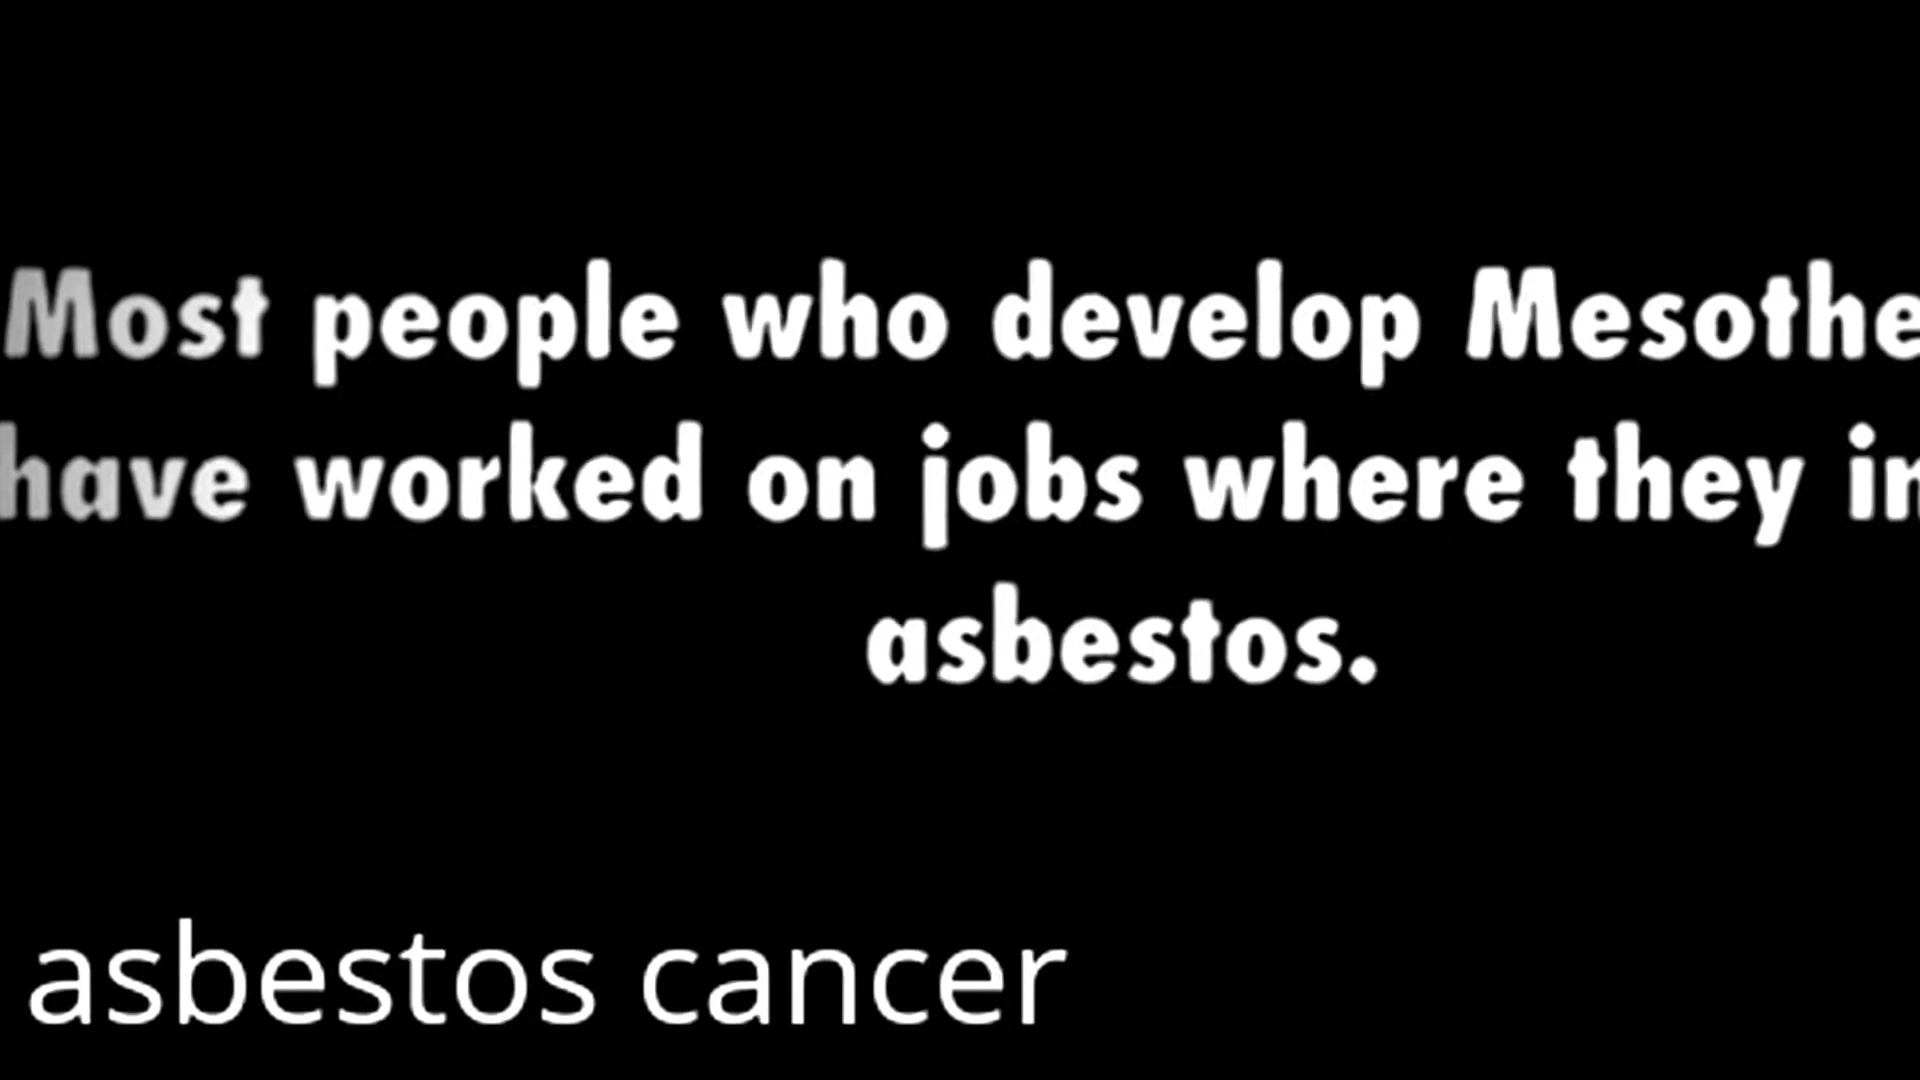 Most people who develop Mesothe
have worked on jobs where they in
asbestos.
asbestos cancer